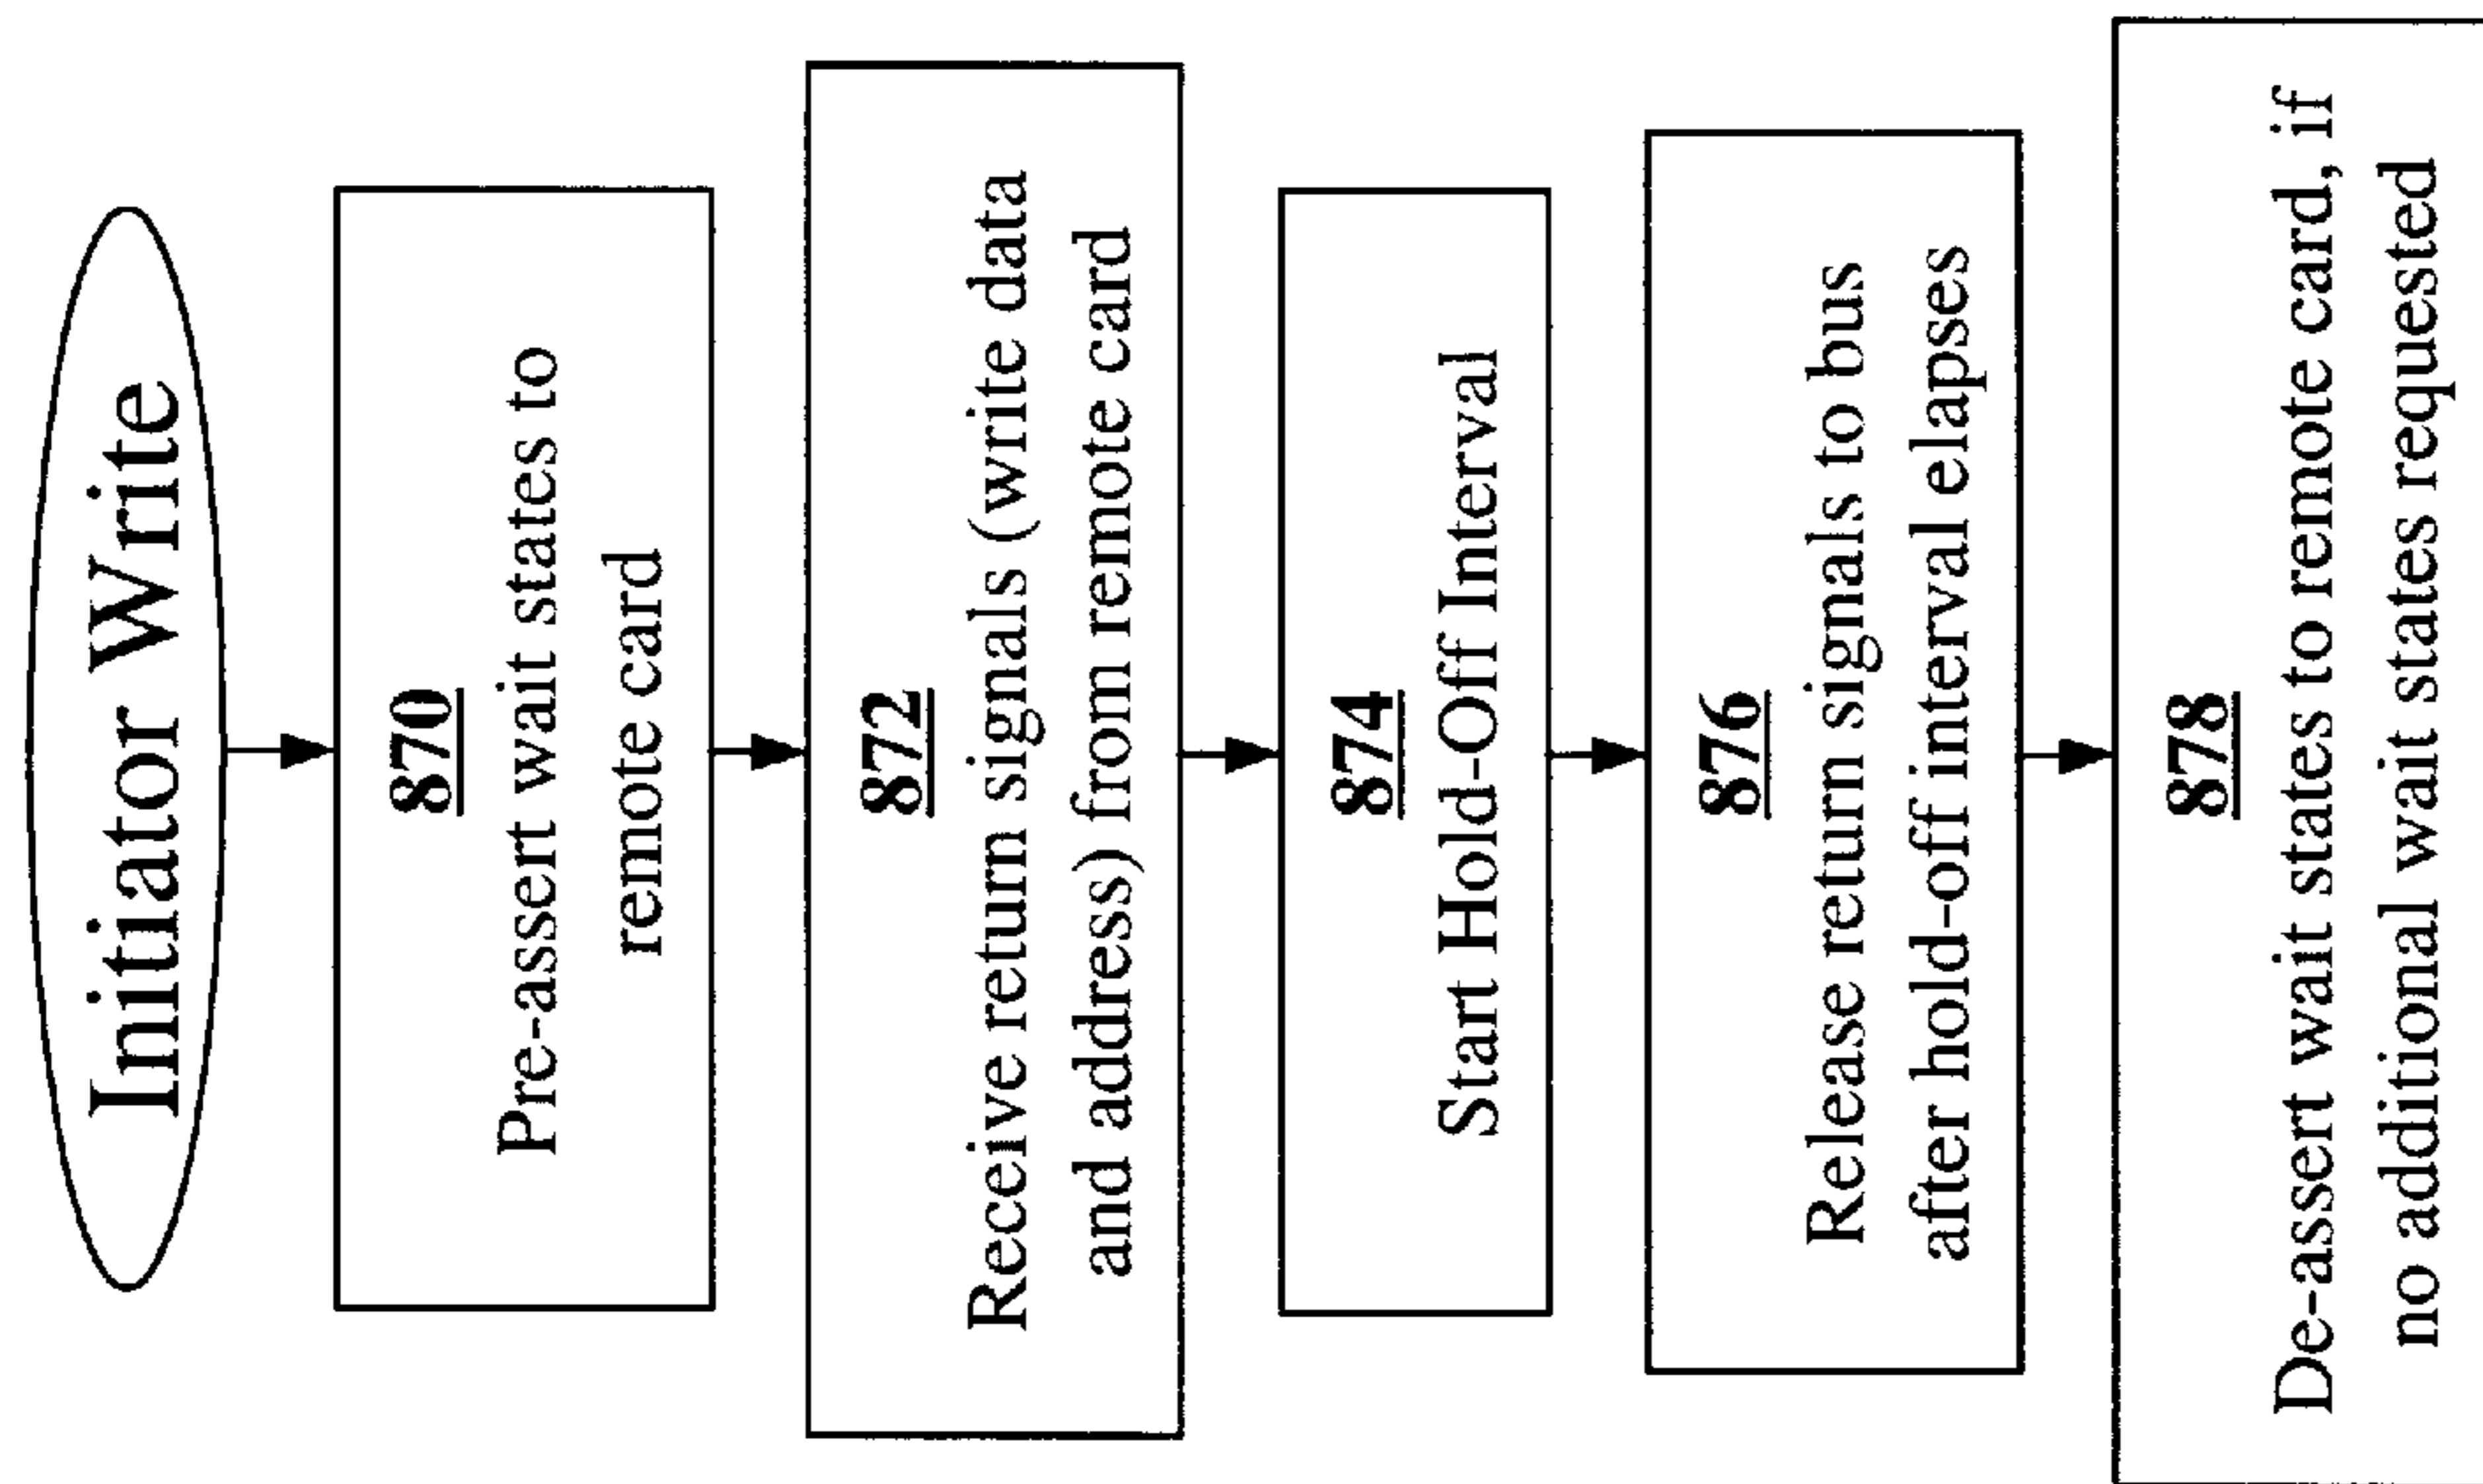 Initiator Write
870
Pre-assert wait states to
remote card
872
Receive return signals (write data
and address) from remote card
874
Start Hold-Off Interval
876
Release return signals to bus
after hold-off interval elapses
878
De-assert wait states to remote card, if
no additional wait states requested